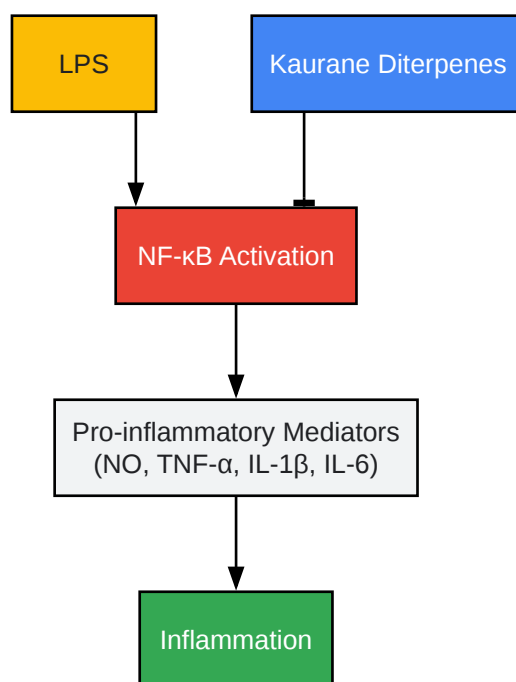 LPS
Kaurane Diterpenes
NF-κB Activation
Pro-inflammatory Mediators
(NO, TNF-α, IL-1β, IL-6)
Inflammation